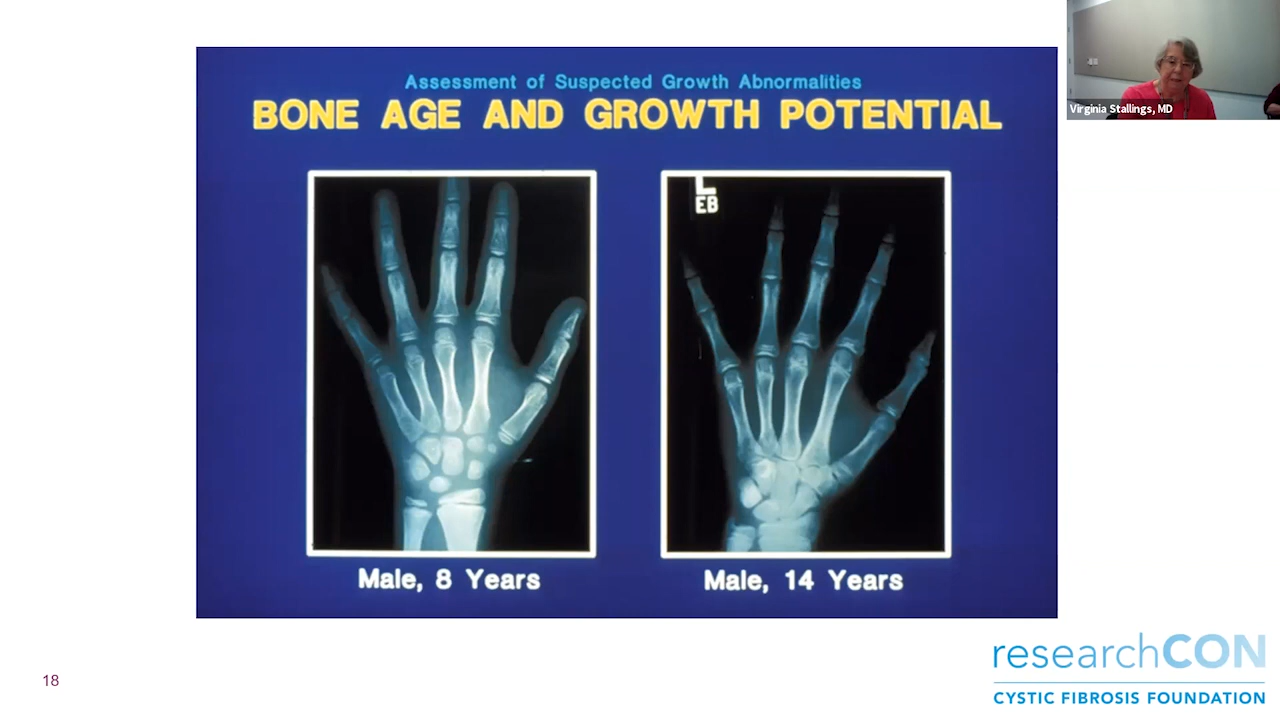 Assessment of Suspected Growth Abnormalities
BONE AGE AND GROWTH POTENTIAL
L
EB
Male, 8 Years
Male, 14 Years
Virginia Stallings, MD
18
researchCON
CYSTIC FIBROSIS FOUNDATION